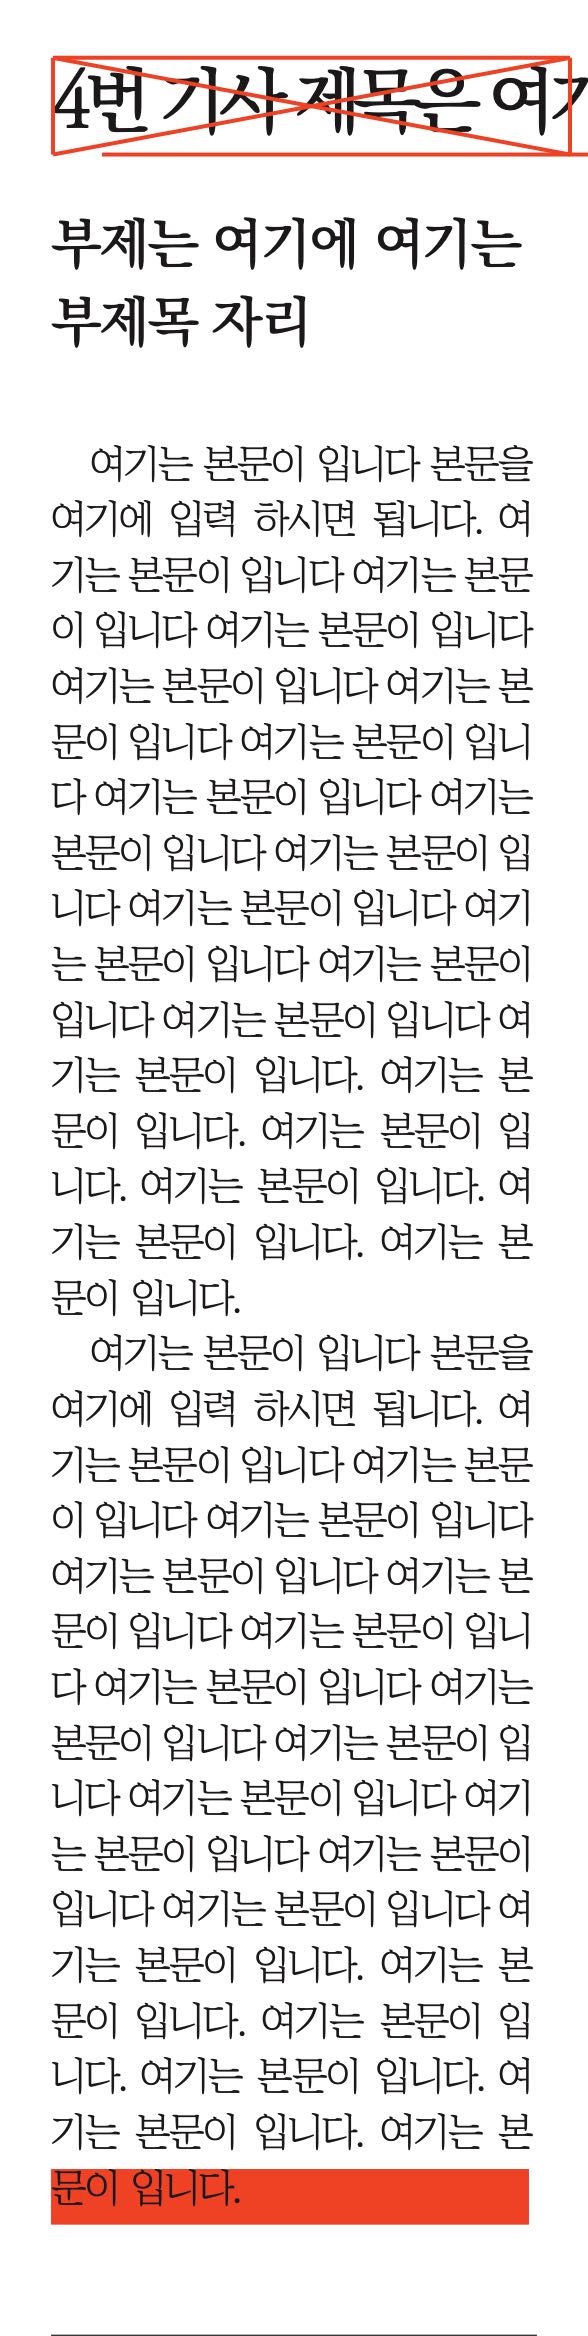 4번 기사 제목은 여기
부제는 여기에 여기는
부제목 자리
여기는 본문이 입니다 본문을
여기에 입력 하시면 됩니다. 여
기는 본문이 입니다 여기는 본문
이 입니다 여기는 본문이 입니다
여기는 본문이 입니다 여기는 본
문이 입니다 여기는 본문이 입니
다 여기는 본문이 입니다 여기는
본문이 입니다 여기는 본문이 입
니다 여기는 본문이 입니다 여기
는 본문이 입니다 여기는 본문이
입니다 여기는 본문이 입니다 여
기는 본문이 입니다. 여기는 본
문이 입니다. 여기는 본문이 입
니다. 여기는 본문이 입니다. 여
기는 본문이 입니다. 여기는 본
문이 입니다.
여기는 본문이 입니다 본문을
여기에 입력 하시면 됩니다. 여
기는 본문이 입니다 여기는 본문
이 입니다 여기는 본문이 입니다
여기는 본문이 입니다 여기는 본
문이 입니다 여기는 본문이 입니
다 여기는 본문이 입니다 여기는
본문이 입니다 여기는 본문이 입
니다 여기는 본문이 입니다 여기
는 본문이 입니다 여기는 본문이
입니다 여기는 본문이 입니다 여
기는 본문이 입니다. 여기는 본
문이 입니다. 여기는 본문이 입
니다. 여기는 본문이 입니다. 여
기는 본문이 입니다. 여기는 본
문이 입니다.